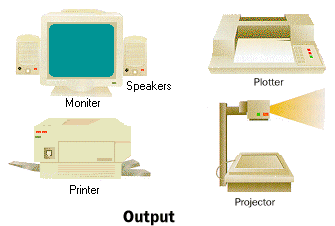 Speakers
Moniter
Plotter
Printer
Projector
Output